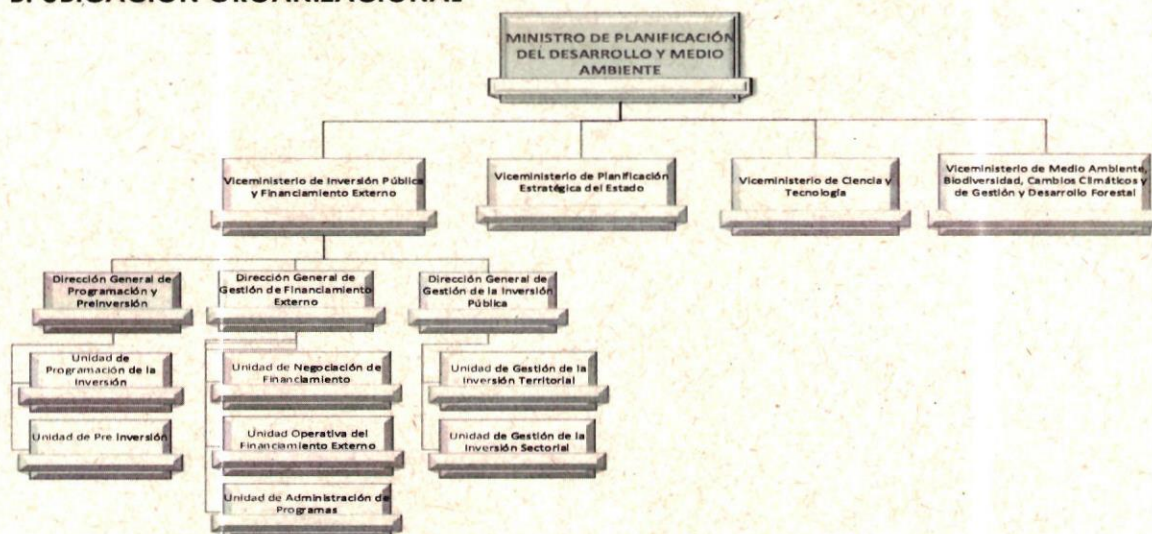 B. UBICACIÓN ORGANIZACIONAL
MINISTRO DE PLANIFICACIÓN
DEL DESARROLLO Y MEDIO
AMBIENTE
Viceministerio de Inversión Pública
y Financiamiento Externo
Viceministerio de Planificación
Estratégica del Estado
Viceministerio de Ciencia y
Tecnología
Viceministerio de Medio Ambiente,
Biodiversidad, Cambios Climáticos y
de Gestión y Desarrollo Forestal
Dirección General de
Programación y
Preinversión
Dirección General de
Gestión de Financiamiento
Externo
Dirección General de
Gestión de la Inversión
Pública
Unidad de
Programación de la
Inversión
Unidad de Pre Inversión
Unidad de Negociación de
Financiamiento
Unidad Operativa del
Financiamiento Externo
Unidad de Administración de
Programas
Unidad de Gestión de la
Inversión Territorial
Unidad de Gestión de la
Inversión Sectorial